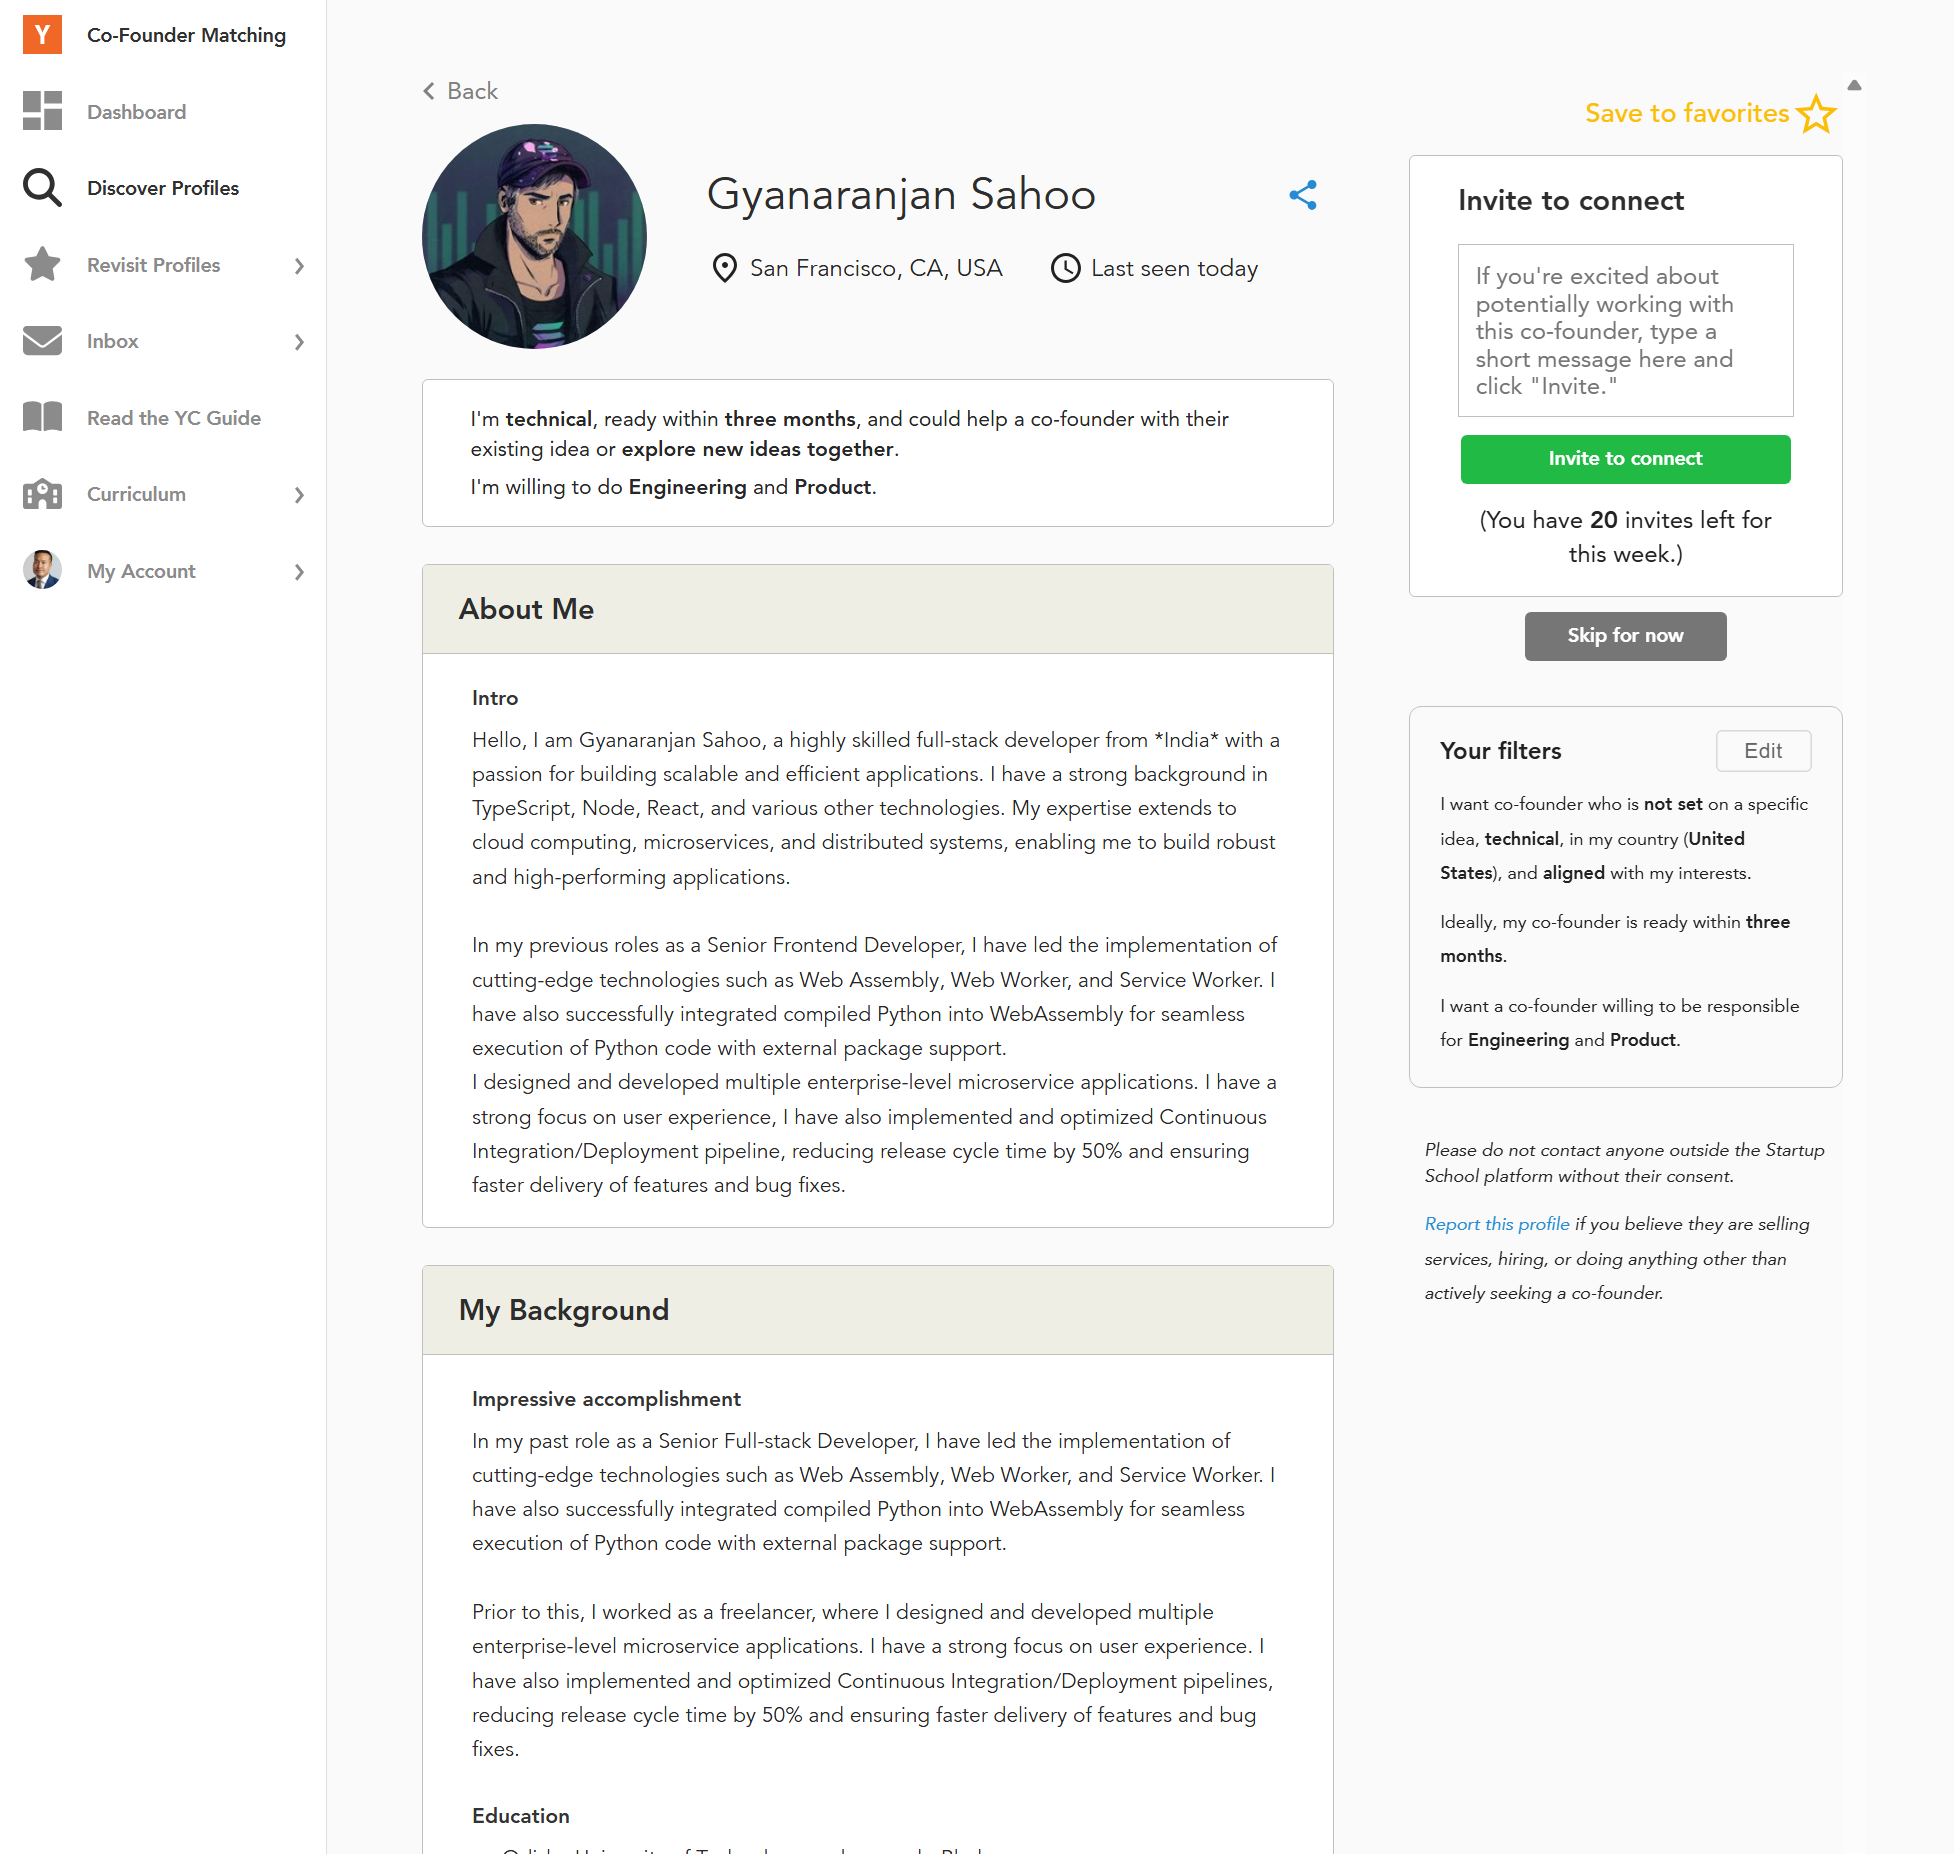 Y
Co-Founder Matching
Dashboard
Discover Profiles
Revisit Profiles
Inbox
Read the YC Guide
Curriculum
My Account
Back
Gyanaranjan Sahoo
San Francisco, CA, USA
Last seen today
I'm technical, ready within three months, and could help a co-founder with their
existing idea or explore new ideas together.
I'm willing to do Engineering and Product.
About Me
Intro
Hello, I am Gyanaranjan Sahoo, a highly skilled full-stack developer from *India* with a
passion for building scalable and efficient applications. I have a strong background in
TypeScript, Node, React, and various other technologies. My expertise extends to
cloud computing, microservices, and distributed systems, enabling me to build robust
and high-performing applications.
In my previous roles as a Senior Frontend Developer, I have led the implementation of
cutting-edge technologies such as Web Assembly, Web Worker, and Service Worker. I
have also successfully integrated compiled Python into WebAssembly for seamless
execution of Python code with external package support.
I designed and developed multiple enterprise-level microservice applications. I have a
strong focus on user experience, I have also implemented and optimized Continuous
Integration/Deployment pipeline, reducing release cycle time by 50% and ensuring
faster delivery of features and bug fixes.
My Background
Impressive accomplishment
In my past role as a Senior Full-stack Developer, I have led the implementation of
cutting-edge technologies such as Web Assembly, Web Worker, and Service Worker. I
have also successfully integrated compiled Python into WebAssembly for seamless
execution of Python code with external package support.
Prior to this, I worked as a freelancer, where I designed and developed multiple
enterprise-level microservice applications. I have a strong focus on user experience. I
have also implemented and optimized Continuous Integration/Deployment pipelines,
reducing release cycle time by 50% and ensuring faster delivery of features and bug
fixes.
Education
Save to favorites
Invite to connect
If you're excited about
potentially working with
this co-founder, type a
short message here and
click "Invite."
Invite to connect
(You have 20 invites left for
this week.)
Skip for now
Your filters
Edit
I want co-founder who is not set on a specific
idea, technical, in my country (United
States), and aligned with my interests.
Ideally, my co-founder is ready within three
months.
I want a co-founder willing to be responsible
for Engineering and Product.
Please do not contact anyone outside the Startup
School platform without their consent.
Report this profile if you believe they are selling
services, hiring, or doing anything other than
actively seeking a co-founder.